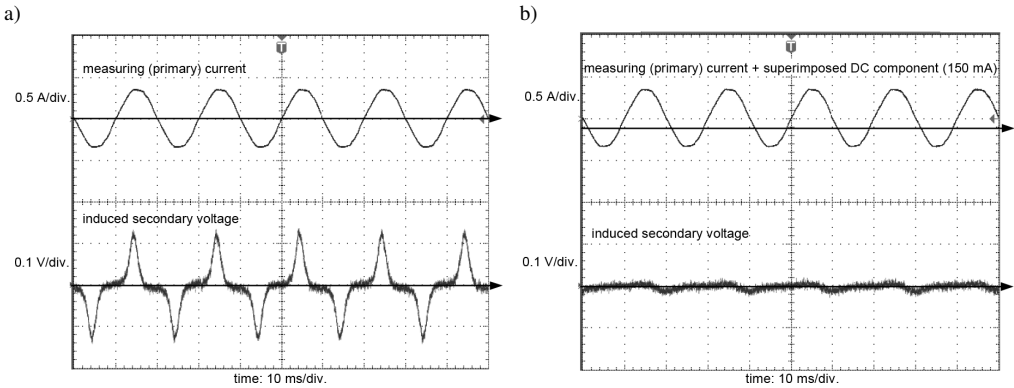 a)
T
measuring (primary) current
0.5 A/div.
induced secondary voltage
0.1 V/div.
time: 10 ms/div.
b)
T
measuring (primary) current + superimposed DC component (150 mA)
0.5 A/div.
induced secondary voltage
0.1 V/div.
time: 10 ms/div.